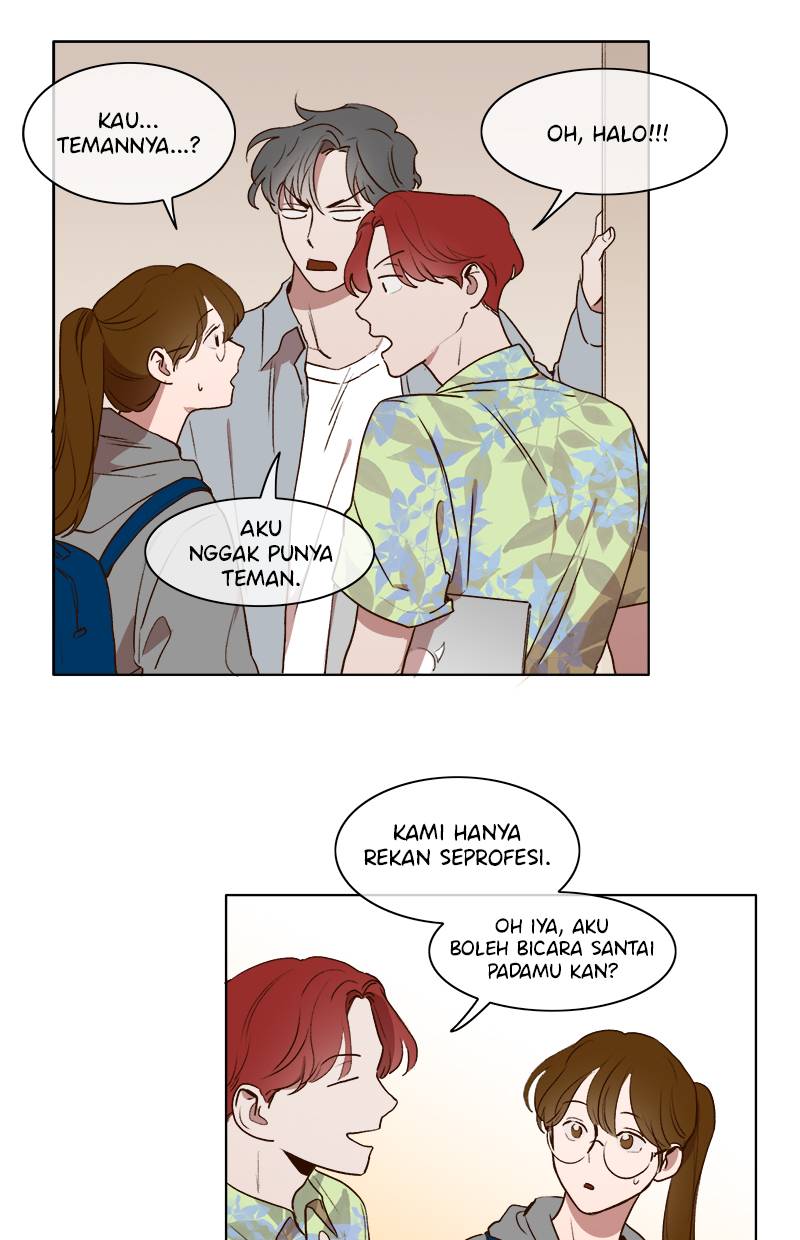 KAU...
TEMANNYA...?
OH, HALO!!!
AKU
NGGAK PUNYA
TEMAN.
KAMI HANYA
REKAN SEPROFESI.
OH IYA, AKU
BOLEH BICARA SANTAI
PADAMU KAN?